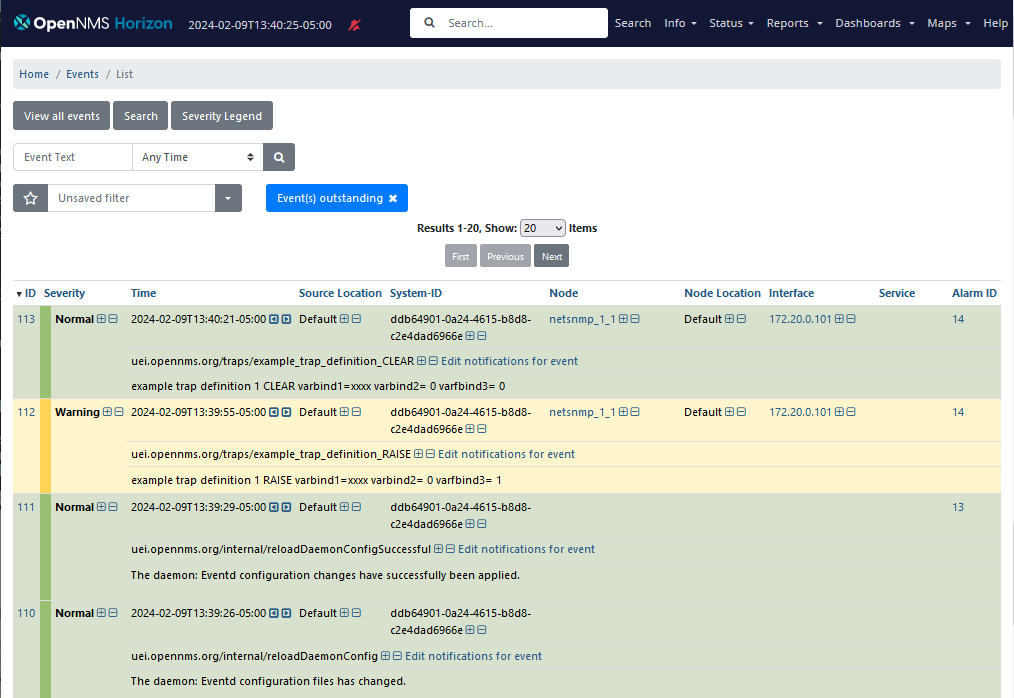 OpenNMS Horizon 2024-02-09T13:40:25-05:00 Search... Search Info Status Reports Dashboards Maps Help
Home / Events / List
View all events Search Severity Legend
Event Text Any Time
Unsaved filter Event(s) outstanding ×
Results 1-20, Show: 20 Items
First Previous Next
ID Severity Time Source Location System-ID Node Node Location Interface Service Alarm ID
113 Normal 2024-02-09T13:40:21-05:00 Default ddb64901-0a24-4615-b8d8- netsnmp_1_1 Default 172.20.0.101 14
c2e4dad6966e
uei.opennms.org/traps/example_trap_definition_CLEAR Edit notifications for event
example trap definition 1 CLEAR varbind1=xxxx varbind2= 0 varfbind3= 0
112 Warning 2024-02-09T13:39:55-05:00 Default ddb64901-0a24-4615-b8d8- netsnmp_1_1 Default 172.20.0.101 14
c2e4dad6966e
uei.opennms.org/traps/example_trap_definition_RAISE Edit notifications for event
example trap definition 1 RAISE varbind1=xxxx varbind2= 0 varfbind3= 1
111 Normal 2024-02-09T13:39:29-05:00 Default ddb64901-0a24-4615-b8d8- 13
c2e4dad6966e
uei.opennms.org/internal/reloadDaemonConfigSuccessful Edit notifications for event
The daemon: Eventd configuration changes have successfully been applied.
110 Normal 2024-02-09T13:39:26-05:00 Default ddb64901-0a24-4615-b8d8-
c2e4dad6966e
uei.opennms.org/internal/reloadDaemonConfig Edit notifications for event
The daemon: Eventd configuration files has changed.